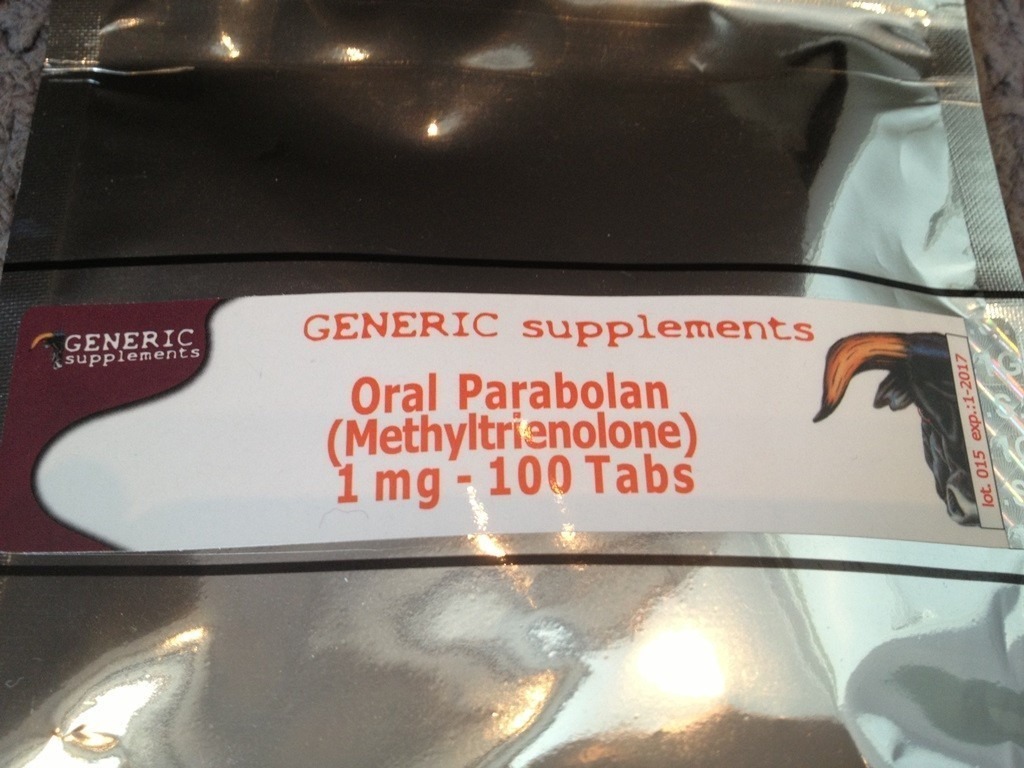 GENERIC
supplements
GENERIC supplements
Oral Parabolan
(Methyltrienolone)
1 mg - 100 Tabs
lot. 015 exp.:1-2017